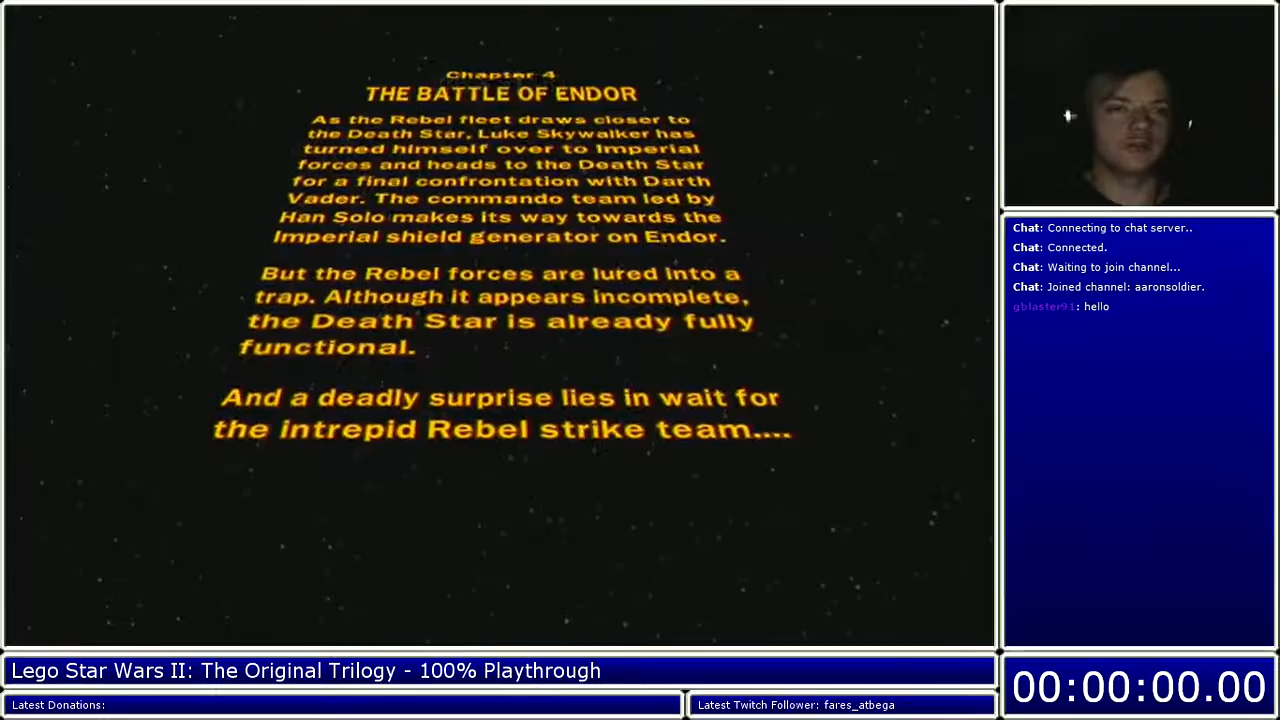 Chapter 4
THE BATTLE OF ENDOR
As the Rebel fleet draws closer to
the Death Star, Luke Skywalker has
turned himself over to Imperial
forces and heads to the Death Star
for a final confrontation with Darth
Vader. The commando team led by
Han Solo makes its way towards the
Imperial shield generator on Endor.
But the Rebel forces are lured into a
trap. Although it appears incomplete,
the Death Star is already fully
functional.
And a deadly surprise lies in wait for
the intrepid Rebel strike team....
Chat: Connecting to chat server..
Chat: Connected.
Chat: Waiting to join channel...
Chat: Joined channel: aaronsoldier.
gblaster91: hello
Lego Star Wars II: The Original Trilogy - 100% Playthrough
00:00:00.00
Latest Donations:
Latest Twitch Follower: fares_atbega